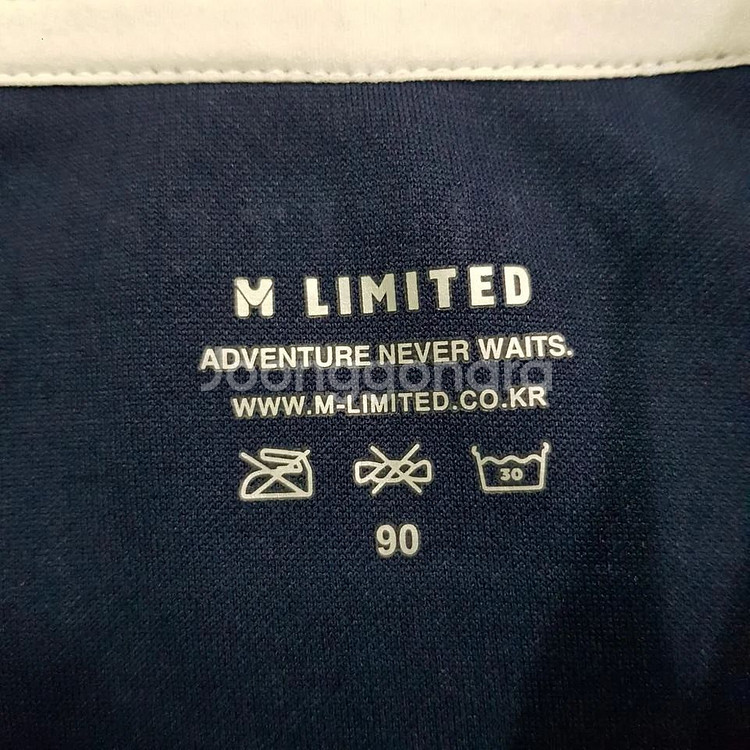 M LIMITED
ADVENTURE NEVER WAITS.
Joonggonara
WWW.M-LIMITED.CO.KR
30
90